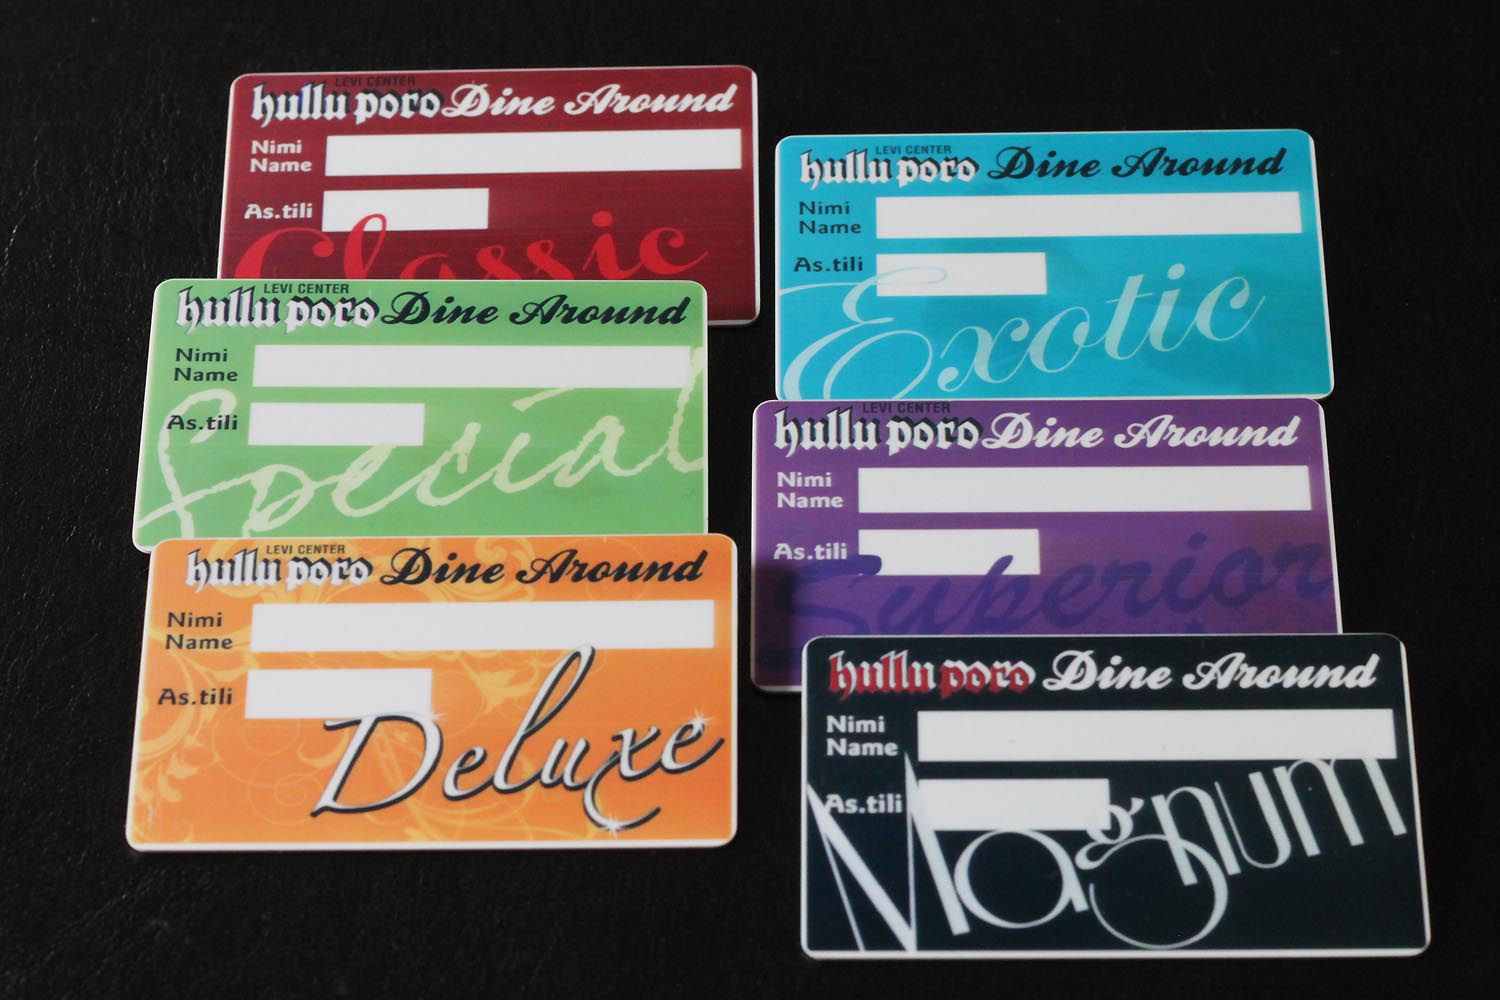 LEVI CENTER
hullu poro Dine Around
Nimi
Name
As.tili
Classic
LEVI CENTER
hullu poro Dine Around
Nimi
Name
As.tili
Special
LEVI CENTER
hullu poro Dine Around
Nimi
Name
As.tili
Deluxe
LEVI CENTER
hullu poro Dine Around
Nimi
Name
As.tili
Exotic
LEVI CENTER
hullu poro Dine Around
Nimi
Name
As.tili
Superior
hullu poro Dine Around
Nimi
Name
As.tili
Magnum